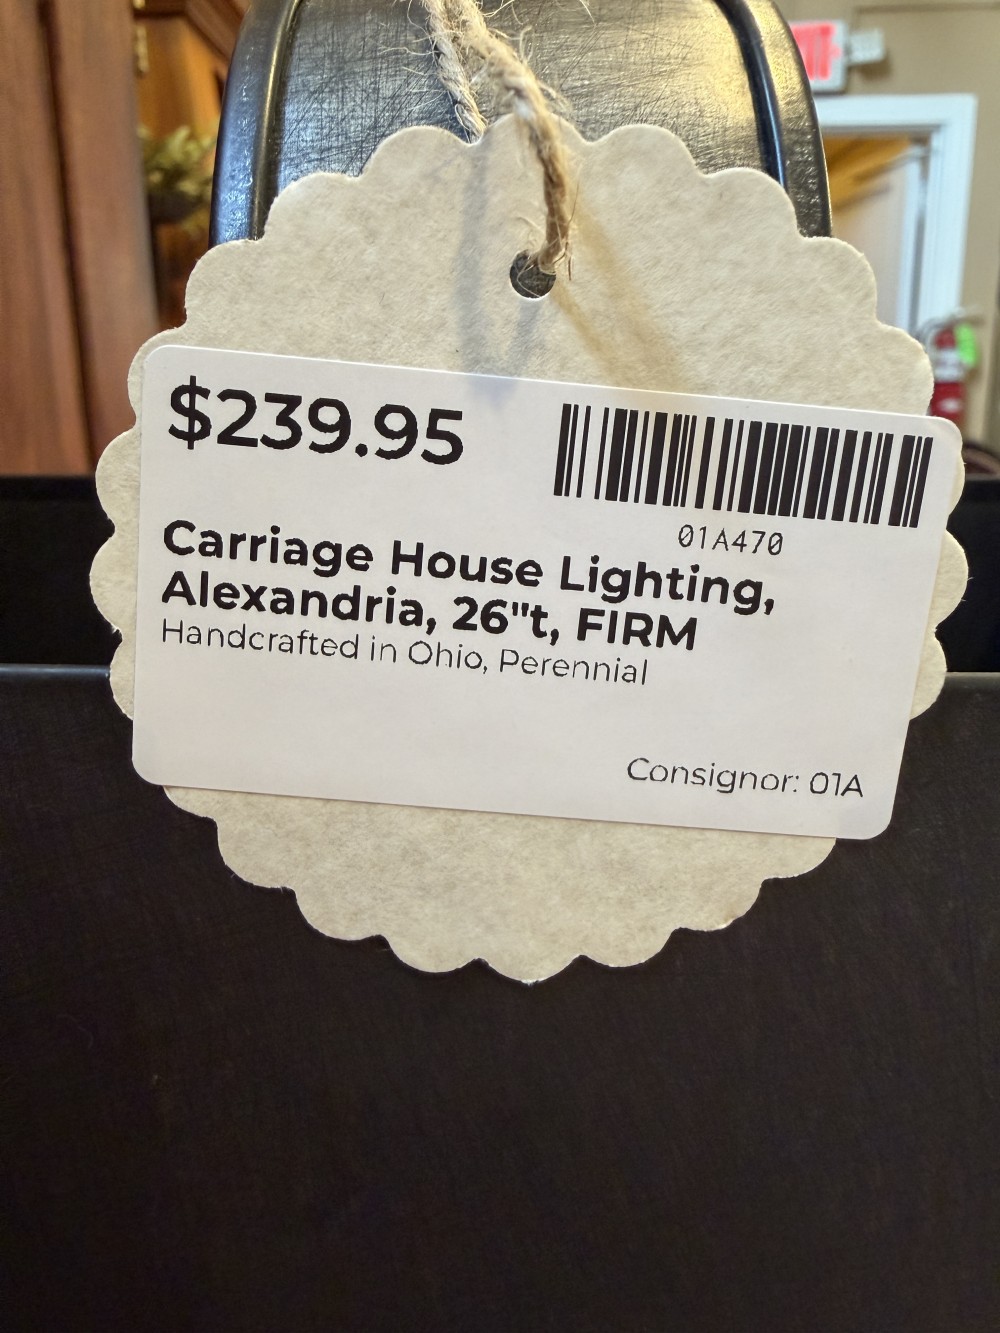 $239.95
01A470
Carriage House Lighting,
Alexandria, 26"t, FIRM
Handcrafted in Ohio, Perennial
Consignor: 01A